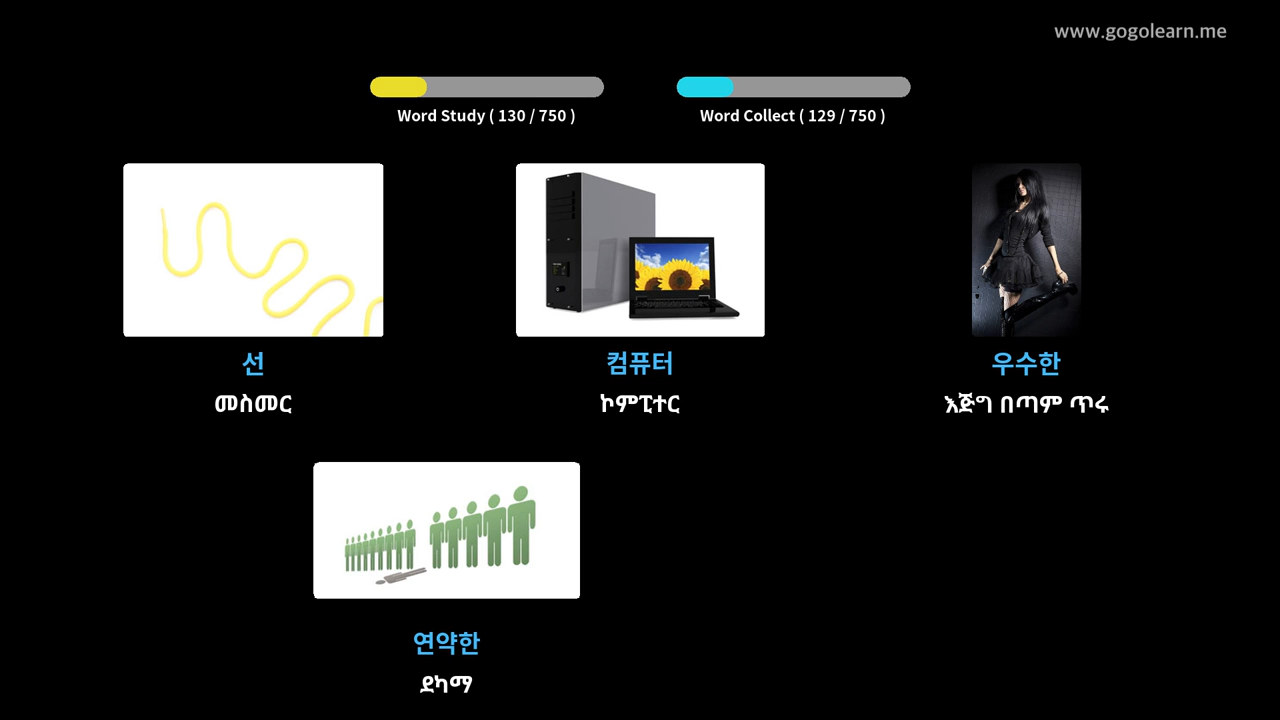 www.gogolearn.me
Word Study ( 130 / 750 )
Word Collect ( 129 / 750 )
선
መስመር
컴퓨터
ኮምፒተር
우수한
እጅግ በጣም ጥሩ
연약한
ደካማ